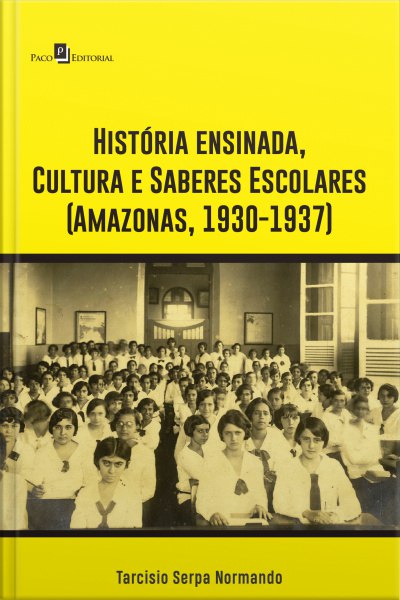 PACO EDITORIAL
HISTÓRIA ENSINADA,
CULTURA E SABERES ESCOLARES
(AMAZONAS, 1930-1937)
Tarcisio Serpa Normando